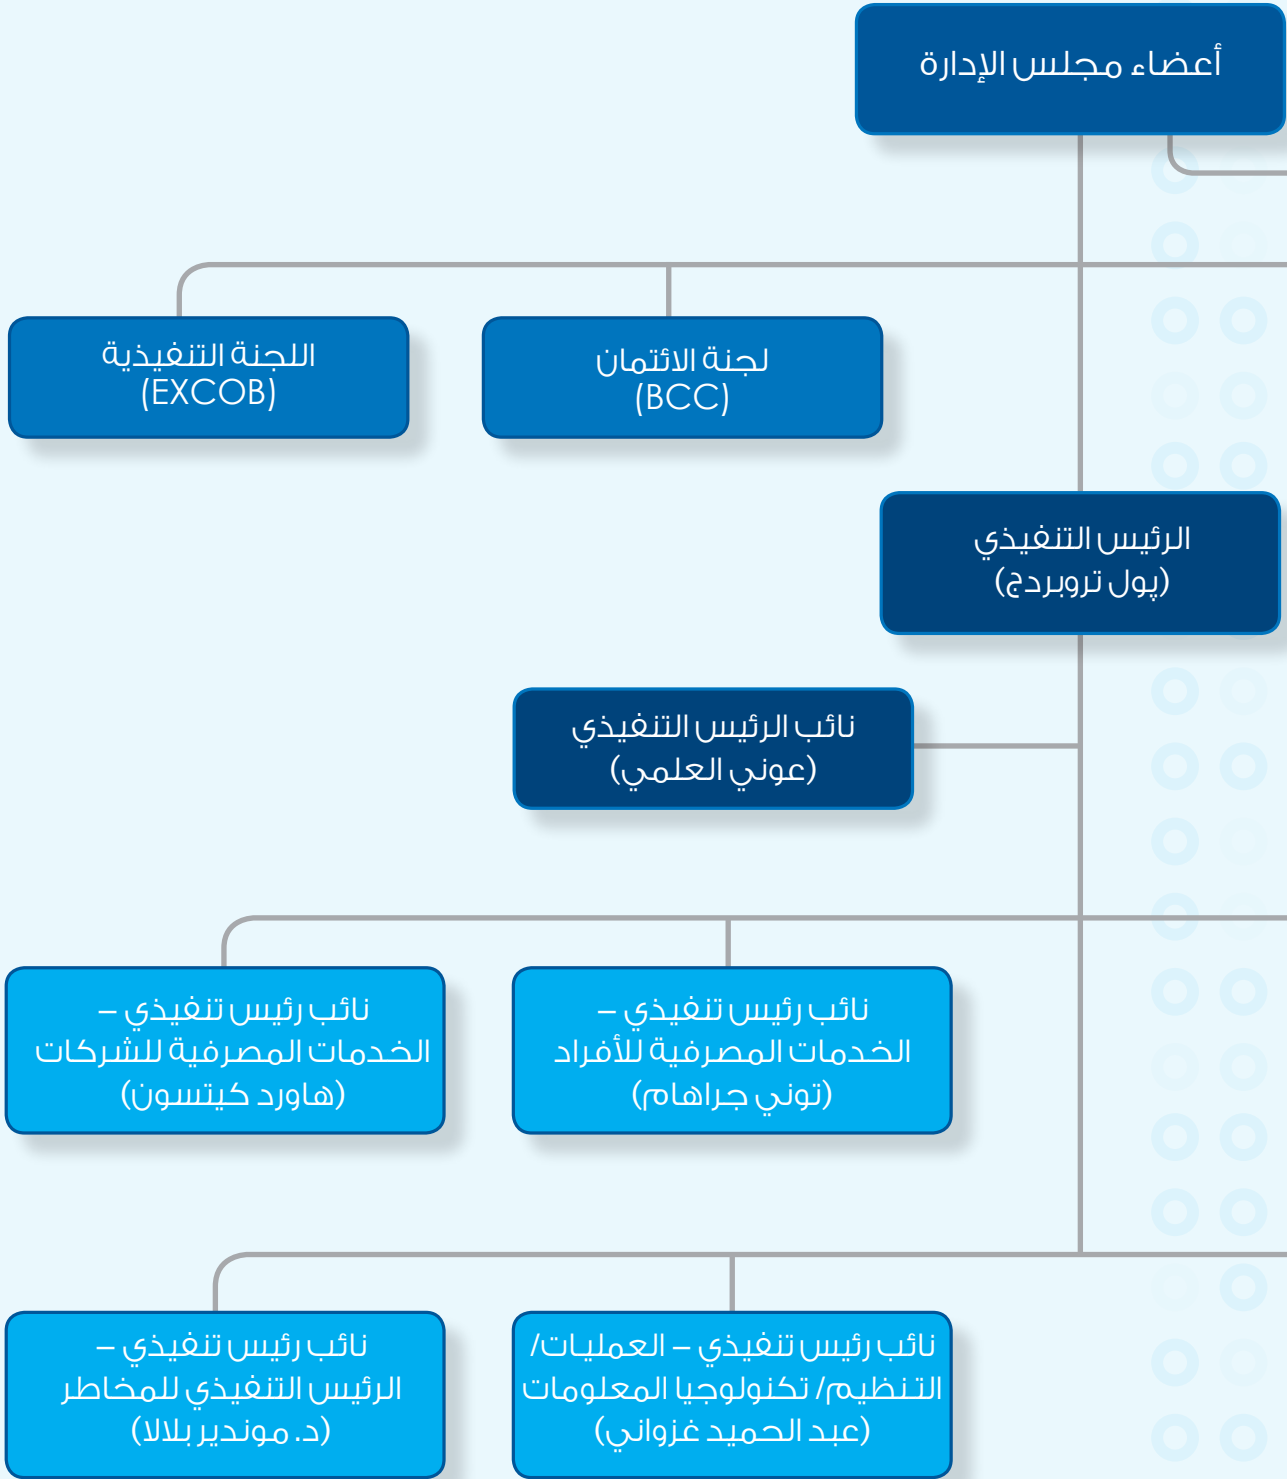 أعضاء مجلس الإدارة
لجنة الائتمان
(BCC)
اللجنة التنفيذية
(EXCOB)
الرئيس التنفيذي
(پول تروبردج)
نائب الرئيس التنفيذي
(عوني العلمي)
نائب رئيس تنفيذي –
الخدمات المصرفية للأفراد
(توني جراهام)
نائب رئيس تنفيذي –
الخدمات المصرفية للشركات
(هاورد كيتسون)
نائب رئيس تنفيذي – العمليات/
التنظيم/ تكنولوجيا المعلومات
(عبد الحميد غزواني)
نائب رئيس تنفيذي –
الرئيس التنفيذي للمخاطر
(د. موندير بلالا)